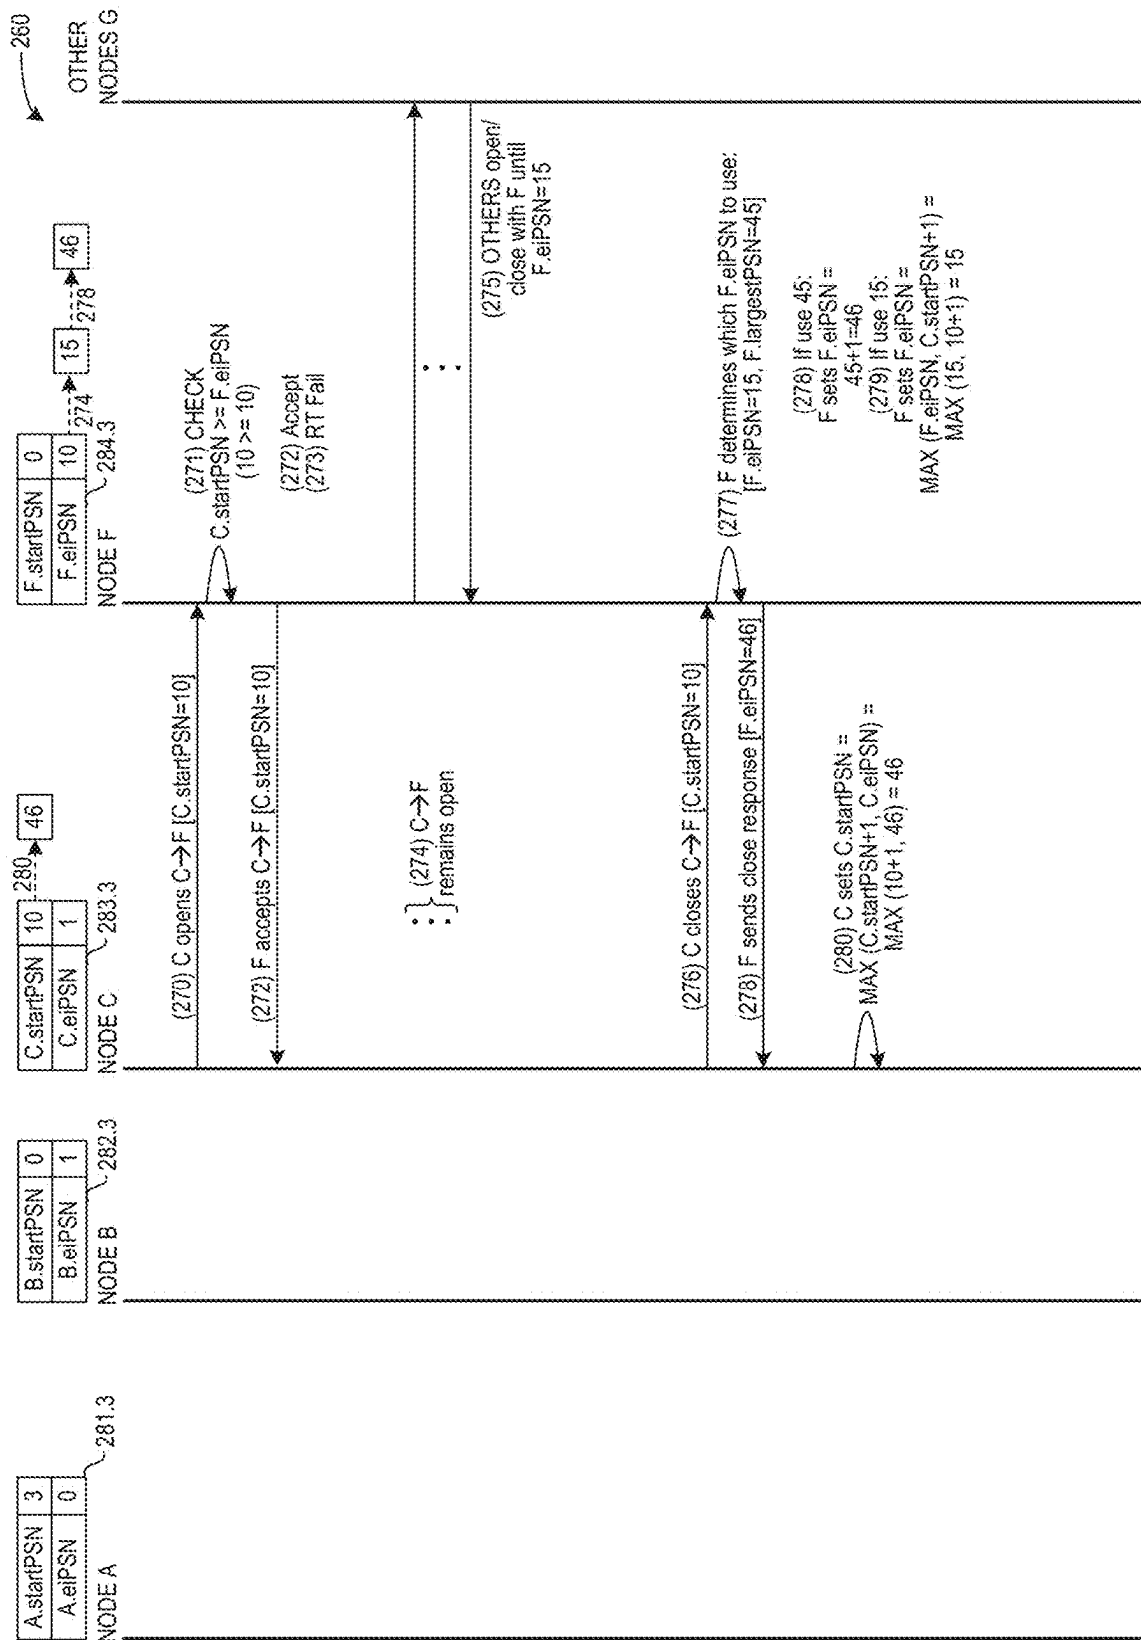 260
A.startPSN 3
A.eiPSN 0
281.3
NODE A
B.startPSN 0
B.eiPSN 1
282.3
NODE B
C.startPSN 10
C.eiPSN 1
280
46
283.3
NODE C
F.startPSN 0
F.eiPSN 10
274
15
278
46
284.3
NODE F
OTHER
NODES G
(270) C opens C→F [C.startPSN=10]
(271) CHECK
C.startPSN >= F.eiPSN
(10 >= 10)
(272) F accepts C→F [C.startPSN=10]
(272) Accept
(273) RT Fail
(274) C→F
remains open
(275) OTHERS open/
close with F until
F.eiPSN=15
(276) C closes C→F [C.startPSN=10]
(277) F determines which F.eiPSN to use:
[F.eiPSN=15, F.largestPSN=45]
(278) F sends close response [F.eiPSN=46]
(278) If use 45:
F sets F.eiPSN =
45+1=46
(279) If use 15:
F sets F.eiPSN =
MAX (F.eiPSN, C.startPSN+1) =
MAX (15, 10+1) = 15
(280) C sets C.startPSN =
MAX (C.startPSN+1, C.eiPSN) =
MAX (10+1, 46) = 46